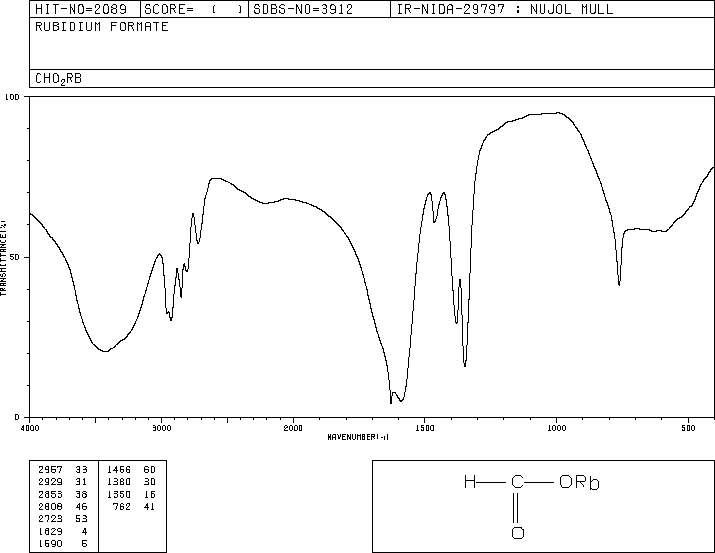 HIT-NO=2089 SCORE= ( ) SDBS-NO=3912 IR-NIDA-29797 : NUJOL MULL
RUBIDIUM FORMATE
CHO2RB
100
50
0
TRANSMITTANCE(%)
4000 3000 2000 1500 1000 500
WAVENUMBER(-1)
2957 33 1466 60
2929 31 1380 30
2853 38 1350 15
2808 46 762 41
2723 53
1629 4
1590 5
H C ORb
O